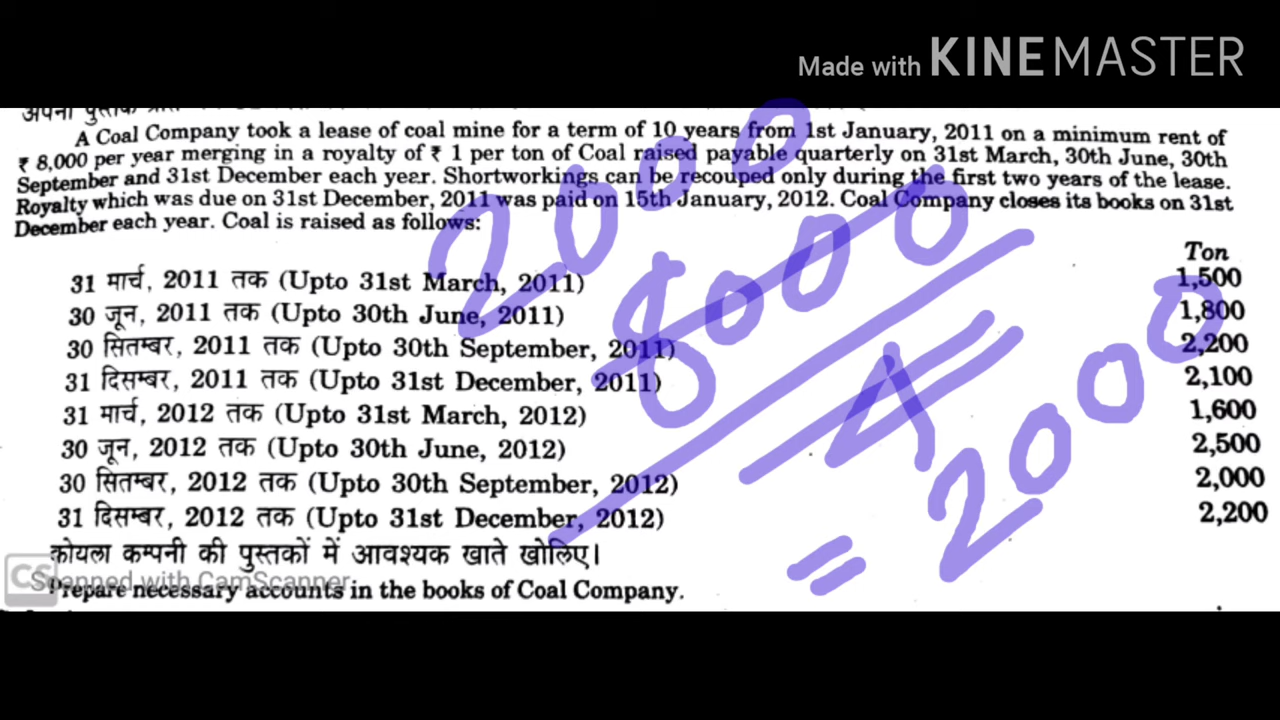 Made with KINEMASTER
अपनी पुस्तक
A Coal Company took a lease of coal mine for a term of 10 years from 1st January, 2011 on a minimum rent of
₹ 8,000 per year merging in a royalty of ₹ 1 per ton of Coal raised payable quarterly on 31st March, 30th June, 30th
September and 31st December each year. Shortworkings can be recouped only during the first two years of the lease.
Royalty which was due on 31st December, 2011 was paid on 15th January, 2012. Coal Company closes its books on 31st
December each year. Coal is raised as follows:
Ton
31 मार्च, 2011 तक (Upto 31st March, 2011) 1,500
30 जून, 2011 तक (Upto 30th June, 2011) 1,800
30 सितम्बर, 2011 तक (Upto 30th September, 2011) 2,200
31 दिसम्बर, 2011 तक (Upto 31st December, 2011) 2,100
31 मार्च, 2012 तक (Upto 31st March, 2012) 1,600
30 जून, 2012 तक (Upto 30th June, 2012) 2,500
30 सितम्बर, 2012 तक (Upto 30th September, 2012) 2,000
31 दिसम्बर, 2012 तक (Upto 31st December, 2012) 2,200
कोयला कम्पनी की पुस्तकों में आवश्यक खाते खोलिए।
CS Scanned with CamScanner
Prepare necessary accounts in the books of Coal Company.
2000
8000
4
= 2000